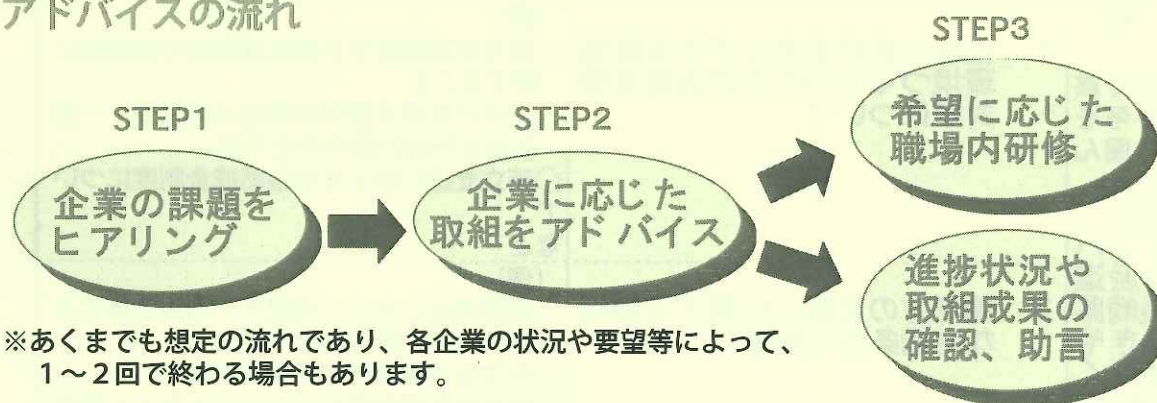 アドバイスの流れ
STEP1
企業の課題を
ヒアリング
STEP2
企業に応じた
取組をアドバイス
STEP3
希望に応じた
職場内研修
進捗状況や
取組成果の
確認、助言
※あくまでも想定の流れであり、各企業の状況や要望等によって、
1～2回で終わる場合もあります。